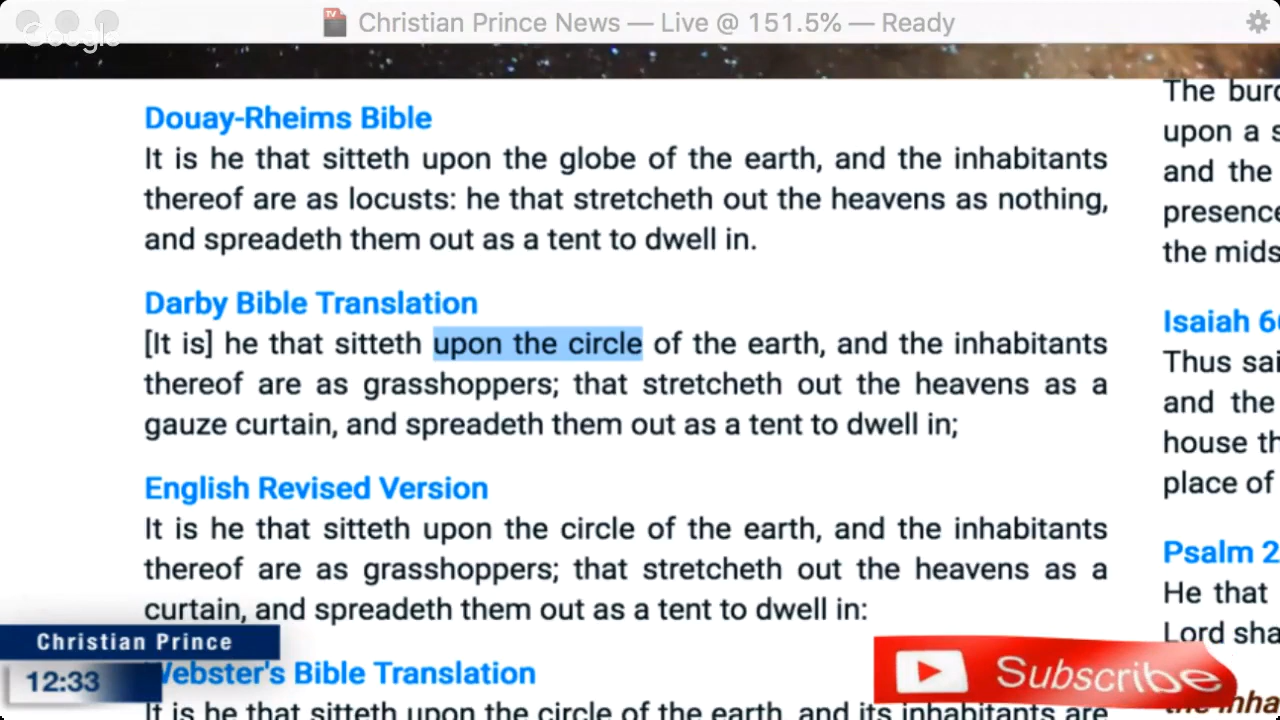 Christian Prince News — Live @ 151.5% — Ready
Google
Douay-Rheims Bible
It is he that sitteth upon the globe of the earth, and the inhabitants
thereof are as locusts: he that stretcheth out the heavens as nothing,
and spreadeth them out as a tent to dwell in.
Darby Bible Translation
[It is] he that sitteth upon the circle of the earth, and the inhabitants
thereof are as grasshoppers; that stretcheth out the heavens as a
gauze curtain, and spreadeth them out as a tent to dwell in;
English Revised Version
It is he that sitteth upon the circle of the earth, and the inhabitants
thereof are as grasshoppers; that stretcheth out the heavens as a
curtain, and spreadeth them out as a tent to dwell in:
Webster's Bible Translation
It is he that sitteth upon the circle of the earth, and its inhabitants are
The
upon a
and the
presence
the mids
Isaiah 6
Thus sai
and the
house th
place of
Psalm 2
He that
Lord sha
Christian Prince
12:33
Subscribe